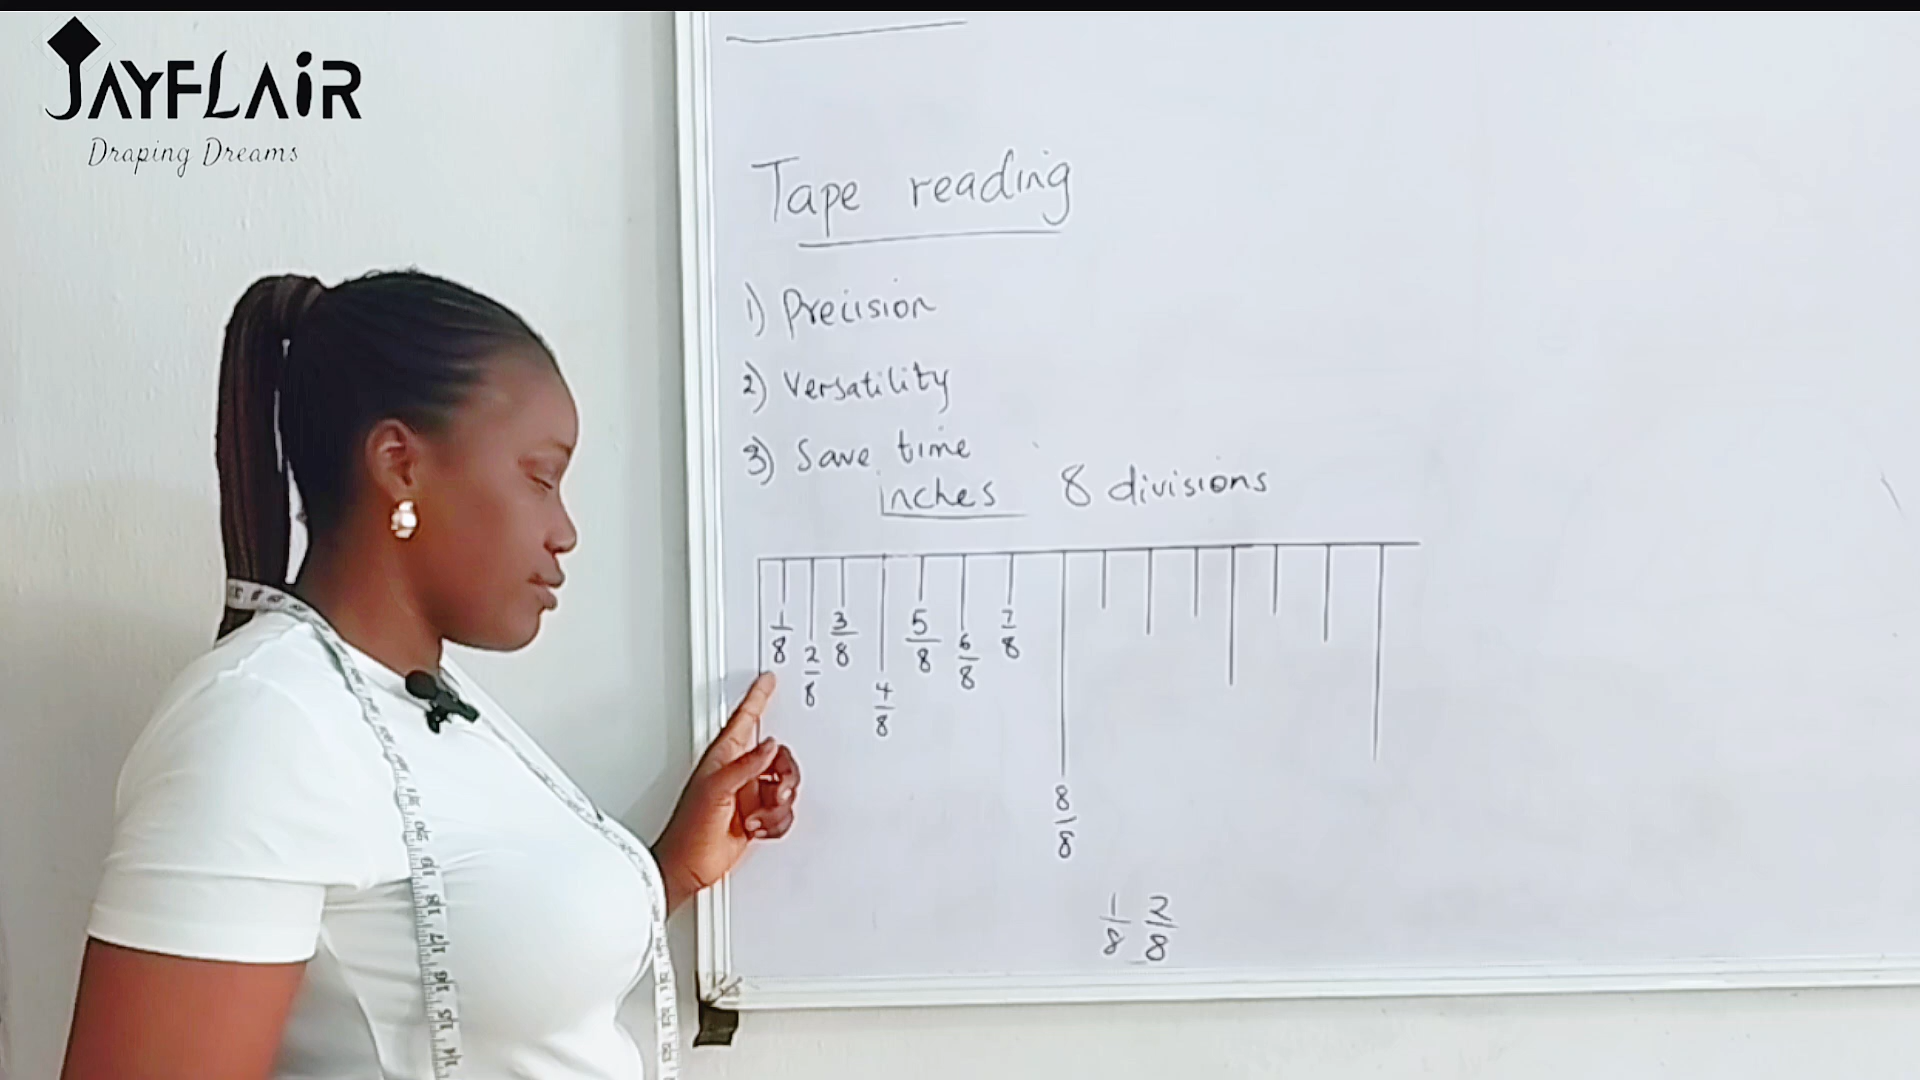 JAYFLAIR
Draping Dreams
Tape reading
1) Precision
2) Versatility
3) Save time
inches 8 divisions
1/8 2/8 3/8 4/8 5/8 6/8 7/8 8/8
1/8 2/8